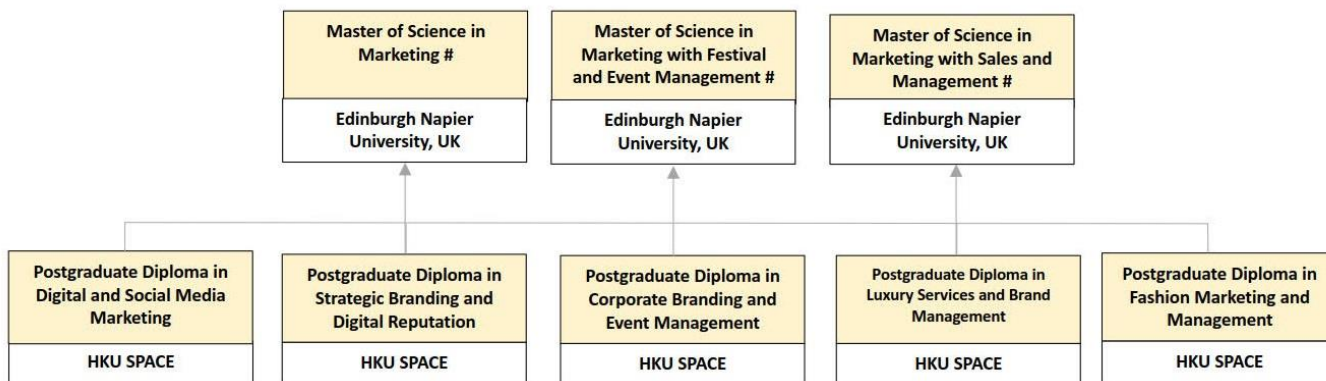 Master of Science in
Marketing #
Edinburgh Napier
University, UK
Master of Science in
Marketing with Festival
and Event Management #
Edinburgh Napier
University, UK
Master of Science in
Marketing with Sales and
Management #
Edinburgh Napier
University, UK
Postgraduate Diploma in
Digital and Social Media
Marketing
HKU SPACE
Postgraduate Diploma in
Strategic Branding and
Digital Reputation
HKU SPACE
Postgraduate Diploma in
Corporate Branding and
Event Management
HKU SPACE
Postgraduate Diploma in
Luxury Services and Brand
Management
HKU SPACE
Postgraduate Diploma in
Fashion Marketing and
Management
HKU SPACE